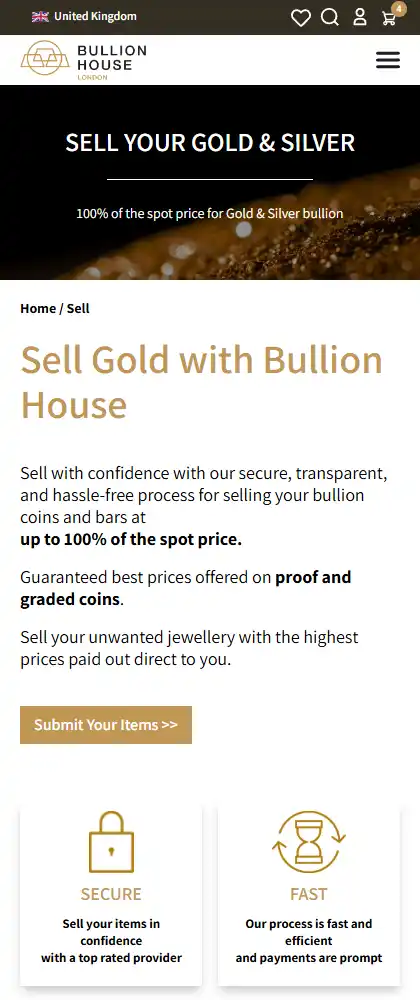 United Kingdom
4
BULLION
HOUSE
LONDON
SELL YOUR GOLD & SILVER
100% of the spot price for Gold & Silver bullion
Home / Sell
Sell Gold with Bullion
House
Sell with confidence with our secure, transparent,
and hassle-free process for selling your bullion
coins and bars at
up to 100% of the spot price.
Guaranteed best prices offered on proof and
graded coins.
Sell your unwanted jewellery with the highest
prices paid out direct to you.
Submit Your Items >>
SECURE
Sell your items in
confidence
with a top rated provider
FAST
Our process is fast and
efficient
and payments are prompt